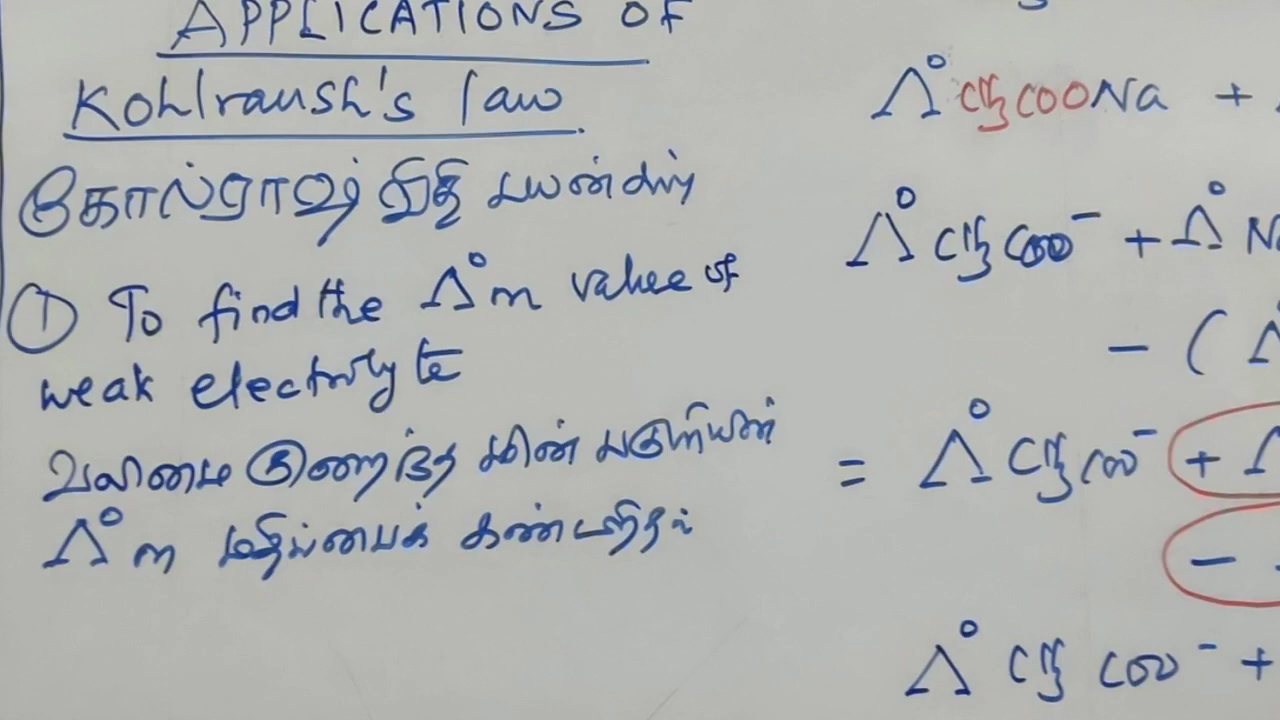 APPLICATIONS OF
Kohlraush's law
கோல்ராஷ் விதி பயன்கள்
① To find the Λ°m value of
weak electrolyte
வலிமை குறைந்த மின் பகுளியின்
Λ°m மதிப்பைக் கண்டறிதல்
Λ° CH₃COONa +
Λ° CH₃COO⁻ + Λ° N
- ( Λ
= Λ° CH₃COO⁻ + Λ
-
Λ° CH₃COO⁻ +